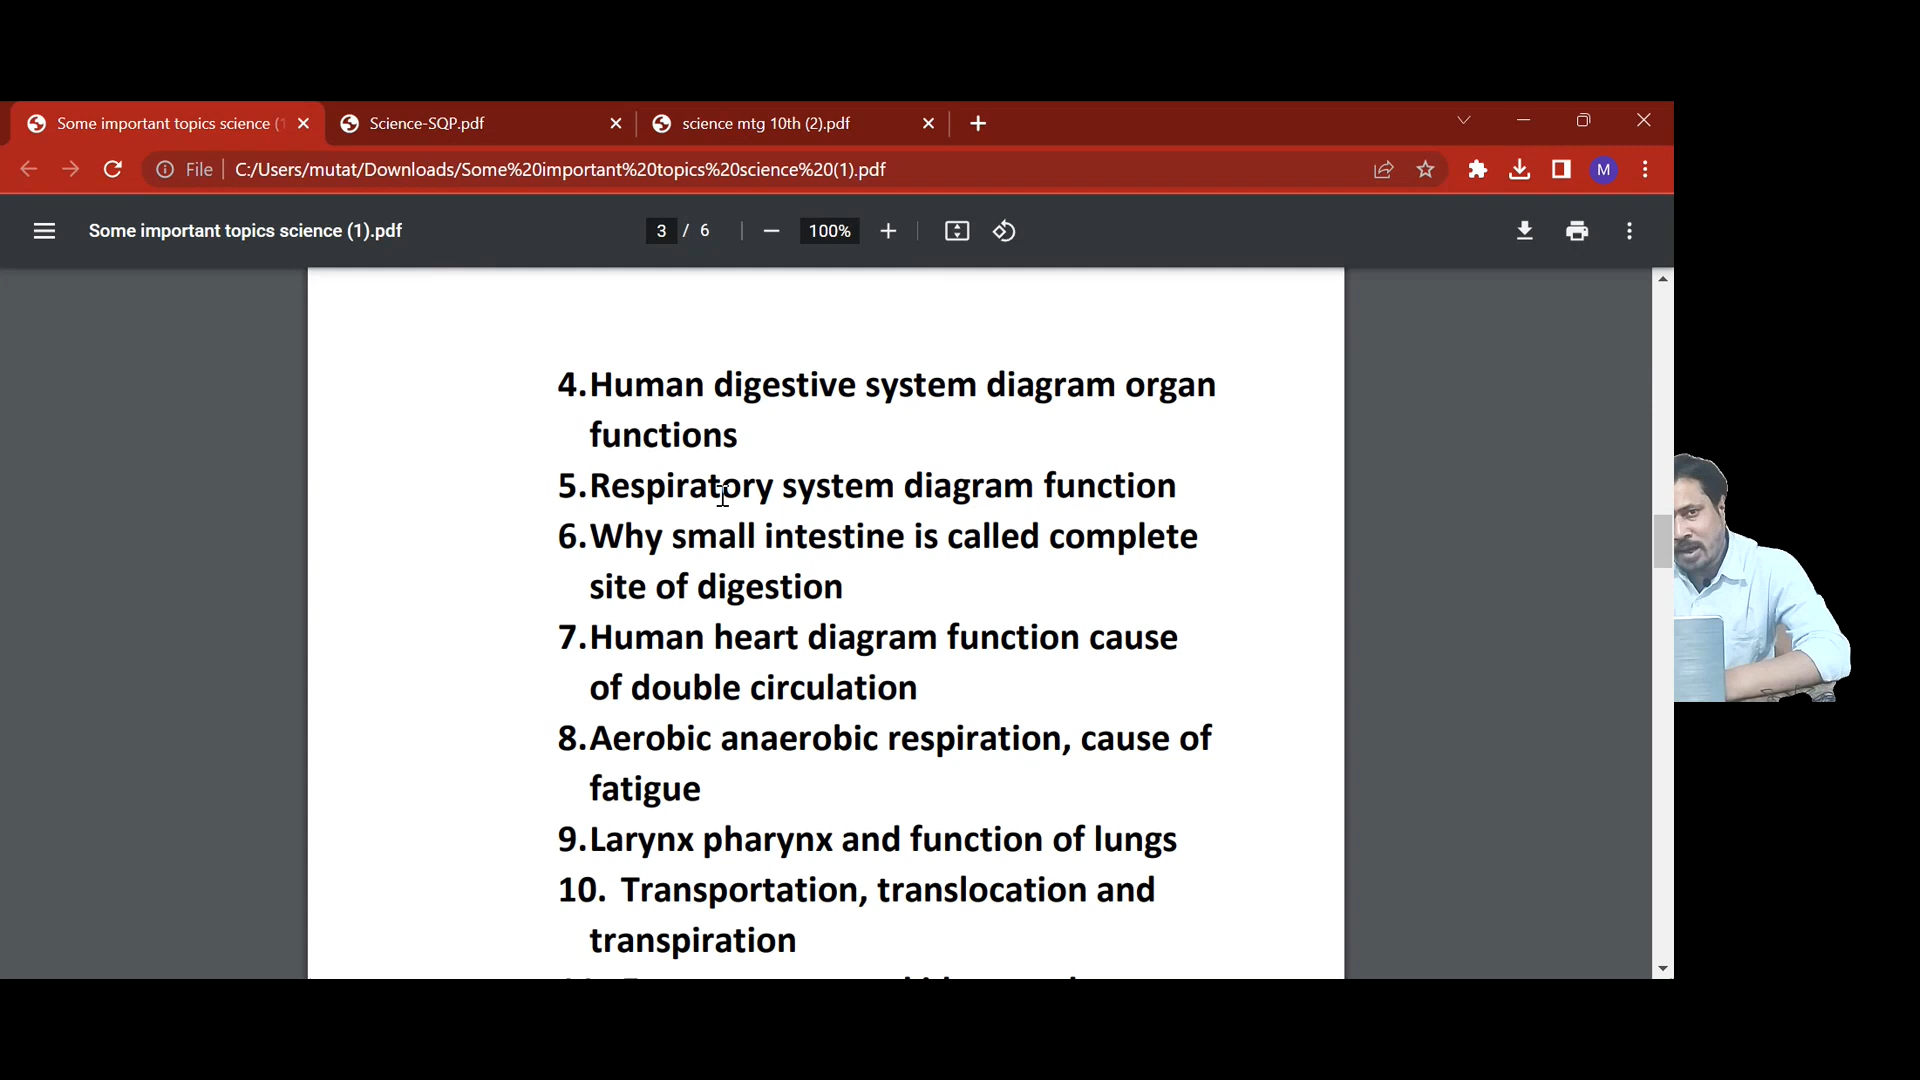 Some important topics science (1
Science-SQP.pdf
science mtg 10th (2).pdf
File
C:/Users/mutat/Downloads/Some%20important%20topics%20science%20(1).pdf
M
Some important topics science (1).pdf
3 / 6
100%
4.Human digestive system diagram organ
functions
5.Respiratory system diagram function
6.Why small intestine is called complete
site of digestion
7.Human heart diagram function cause
of double circulation
8.Aerobic anaerobic respiration, cause of
fatigue
9.Larynx pharynx and function of lungs
10. Transportation, translocation and
transpiration